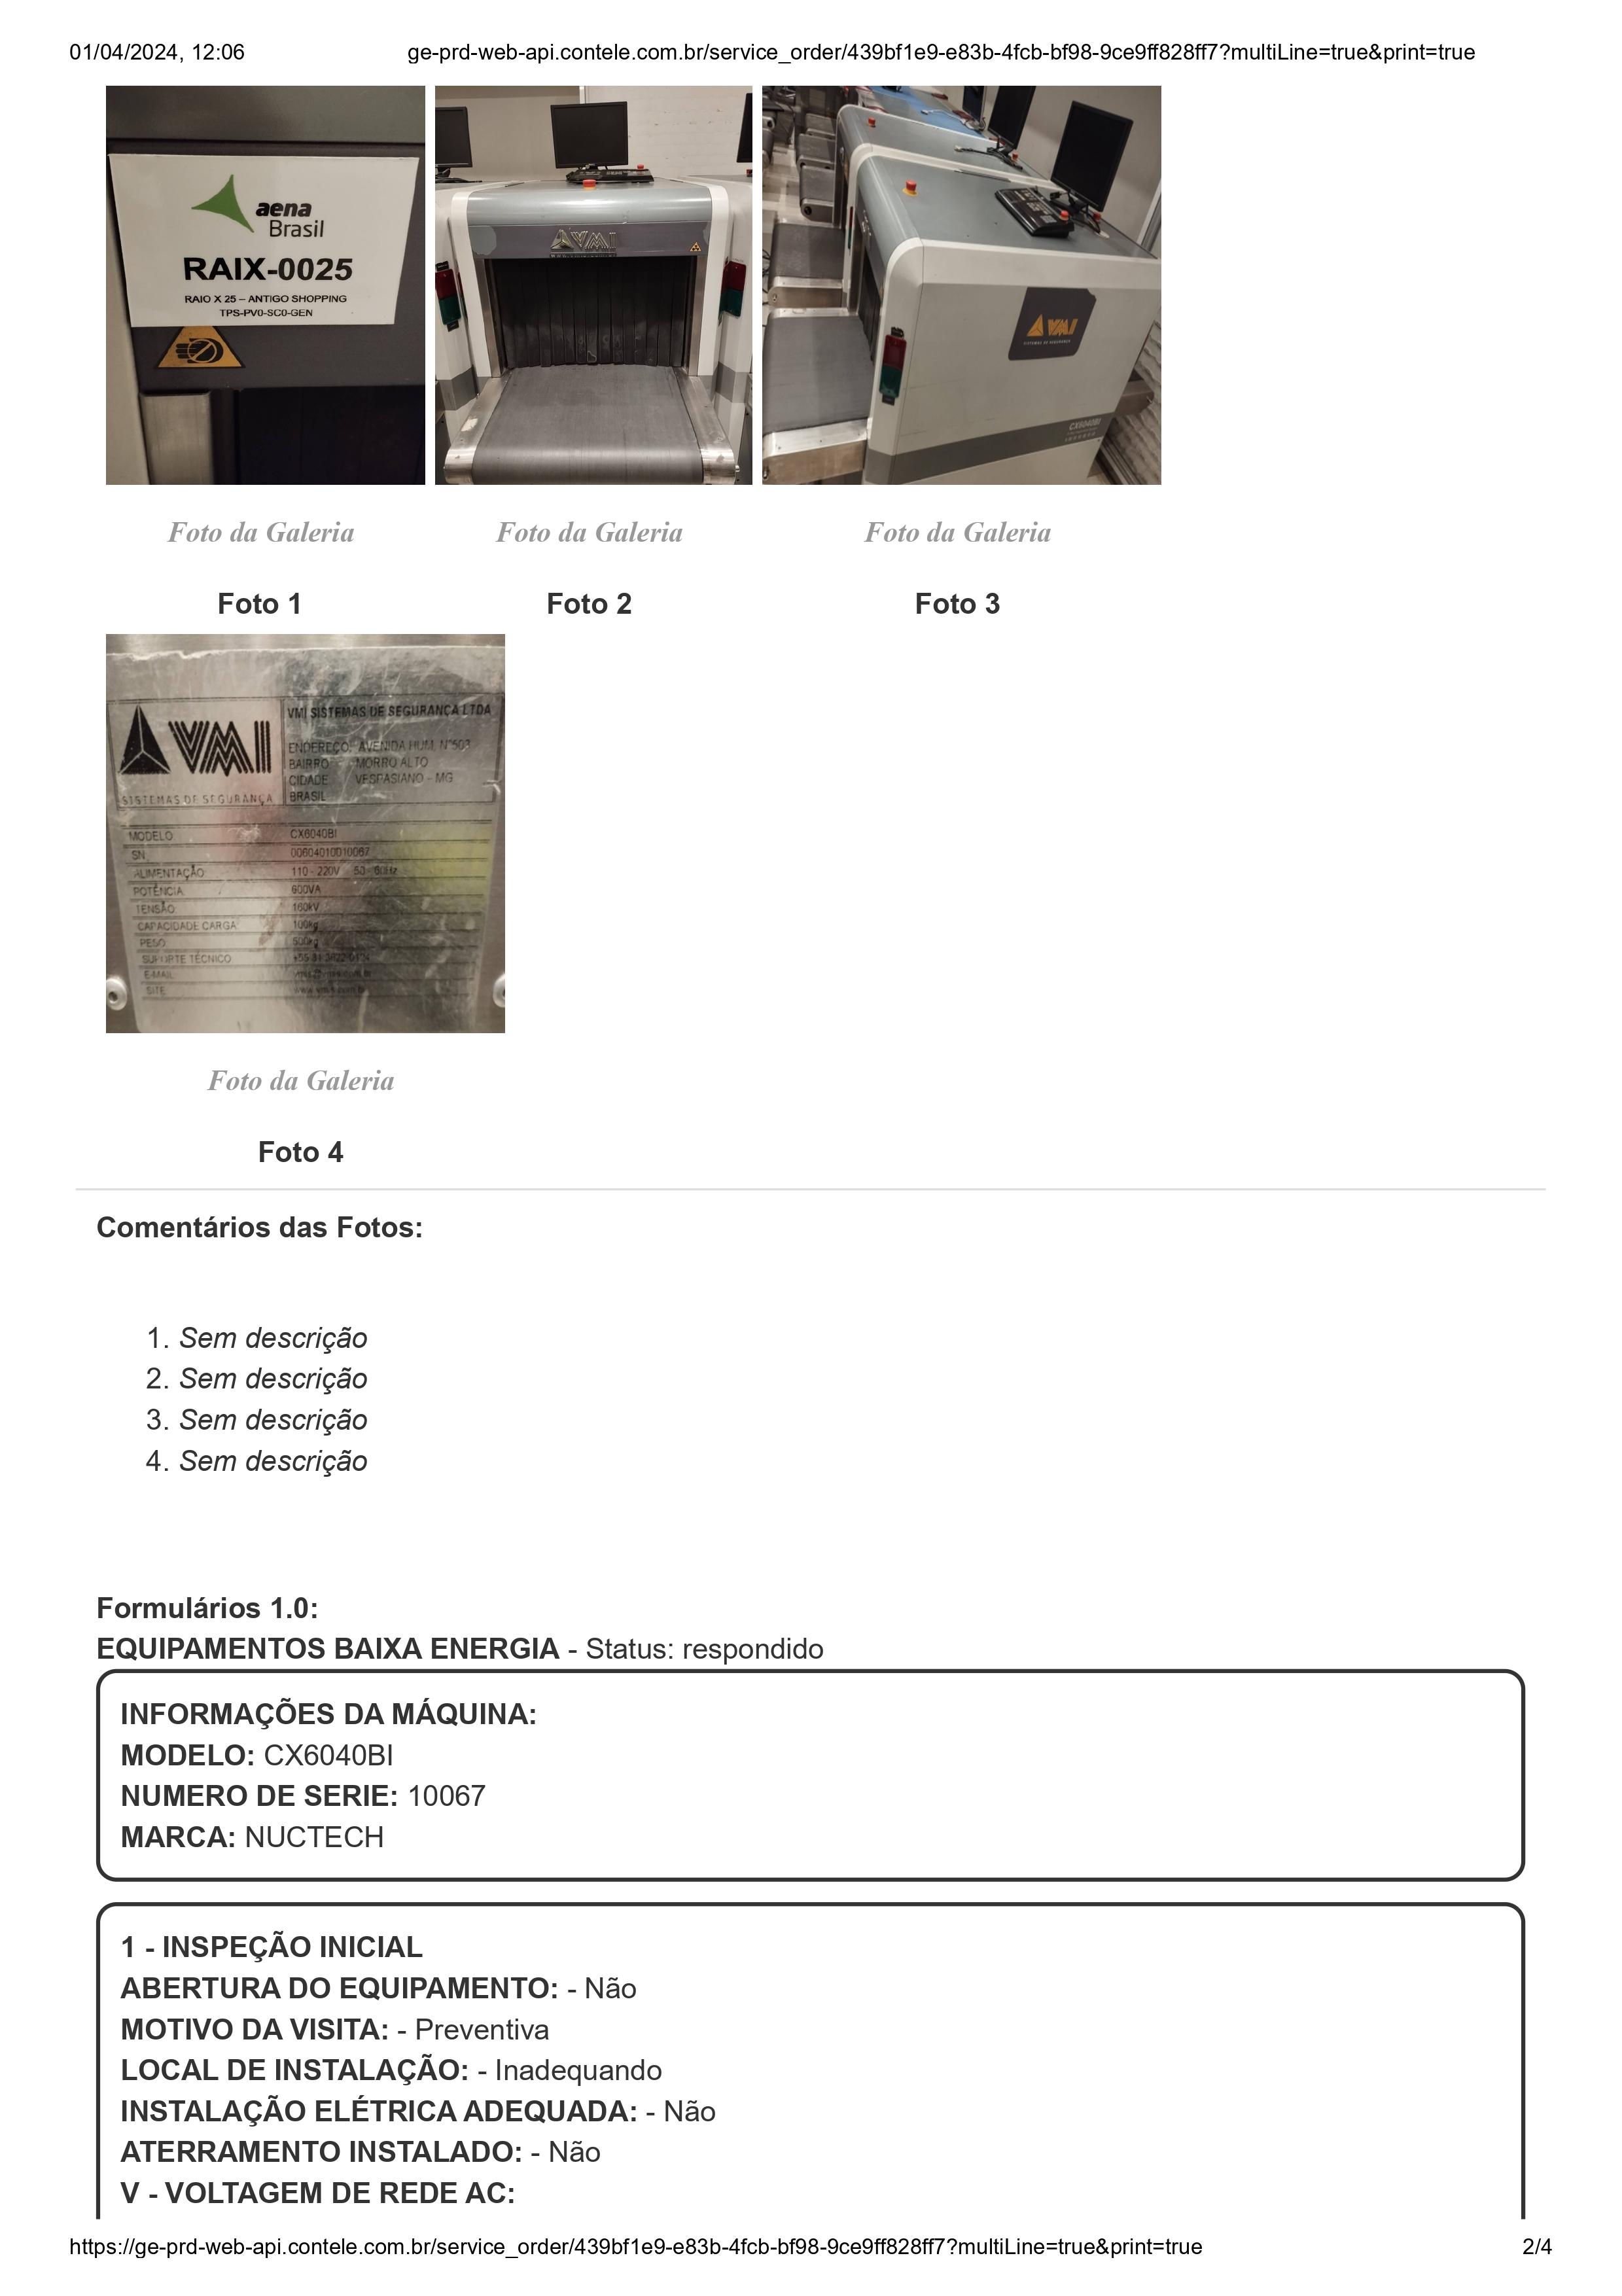 01/04/2024, 12:06
ge-prd-web-api.contele.com.br/service_order/439bf1e9-e83b-4fcb-bf98-9ce9ff828ff7?multiLine=true&print=true
aena
Brasil
RAIX-0025
RAIO X 25 – ANTIGO SHOPPING
TPS-PV0-SC0-GEN
VMI
VMI
SISTEMAS DE SEGURANÇA
CX6040BI
Foto da Galeria
Foto da Galeria
Foto da Galeria
Foto 1
Foto 2
Foto 3
VMI
SISTEMAS DE SEGURANÇA
VMI SISTEMAS DE SEGURANÇA LTDA
ENDEREÇO: AVENIDA HUM, N°503
BAIRRO MORRO ALTO
CIDADE VESPASIANO - MG
BRASIL
MODELO CX6040BI
SN 00604010010067
ALIMENTAÇÃO 110 - 220V 50 - 60Hz
POTÊNCIA 600VA
TENSÃO 160kV
CAPACIDADE CARGA 100kg
PESO 500kg
SUPORTE TÉCNICO
E-MAIL
SITE
Foto da Galeria
Foto 4
Comentários das Fotos:
1. Sem descrição
2. Sem descrição
3. Sem descrição
4. Sem descrição
Formulários 1.0:
EQUIPAMENTOS BAIXA ENERGIA - Status: respondido
INFORMAÇÕES DA MÁQUINA:
MODELO: CX6040BI
NUMERO DE SERIE: 10067
MARCA: NUCTECH
1 - INSPEÇÃO INICIAL
ABERTURA DO EQUIPAMENTO: - Não
MOTIVO DA VISITA: - Preventiva
LOCAL DE INSTALAÇÃO: - Inadequando
INSTALAÇÃO ELÉTRICA ADEQUADA: - Não
ATERRAMENTO INSTALADO: - Não
V - VOLTAGEM DE REDE AC:
https://ge-prd-web-api.contele.com.br/service_order/439bf1e9-e83b-4fcb-bf98-9ce9ff828ff7?multiLine=true&print=true
2/4